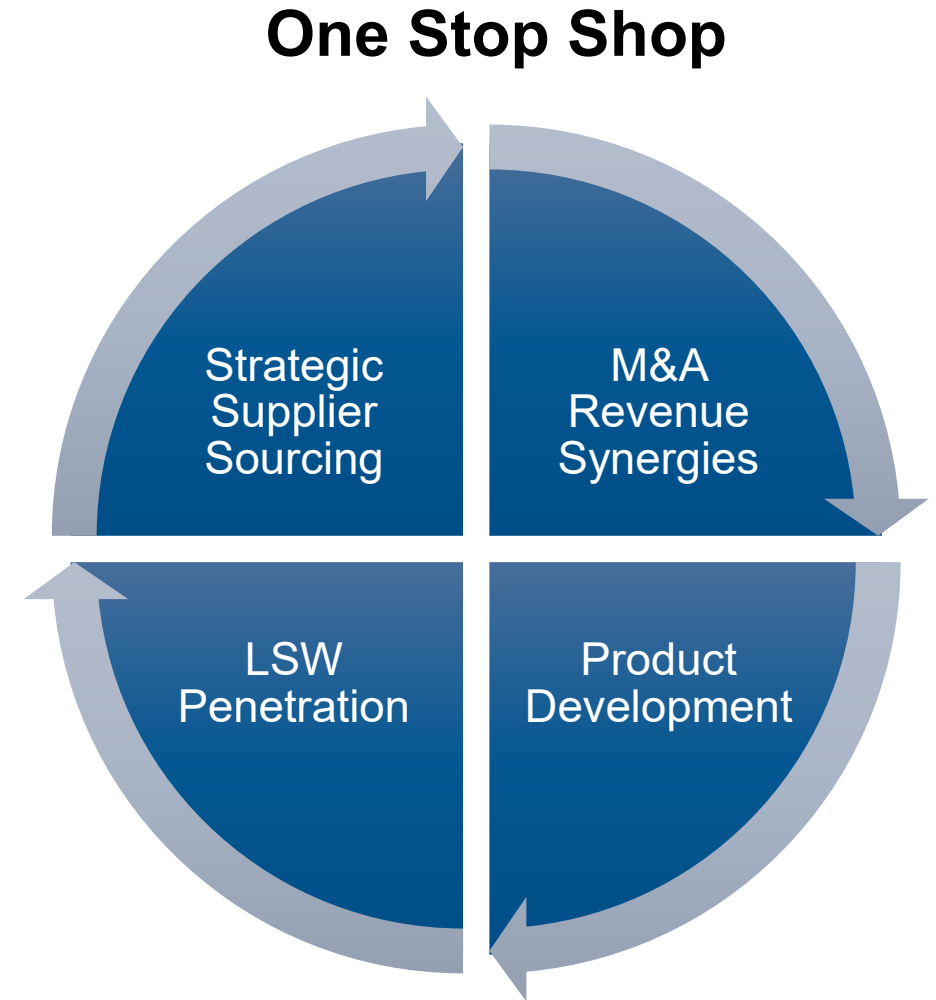 One Stop Shop
Strategic
Supplier
Sourcing
M&A
Revenue
Synergies
LSW
Penetration
Product
Development